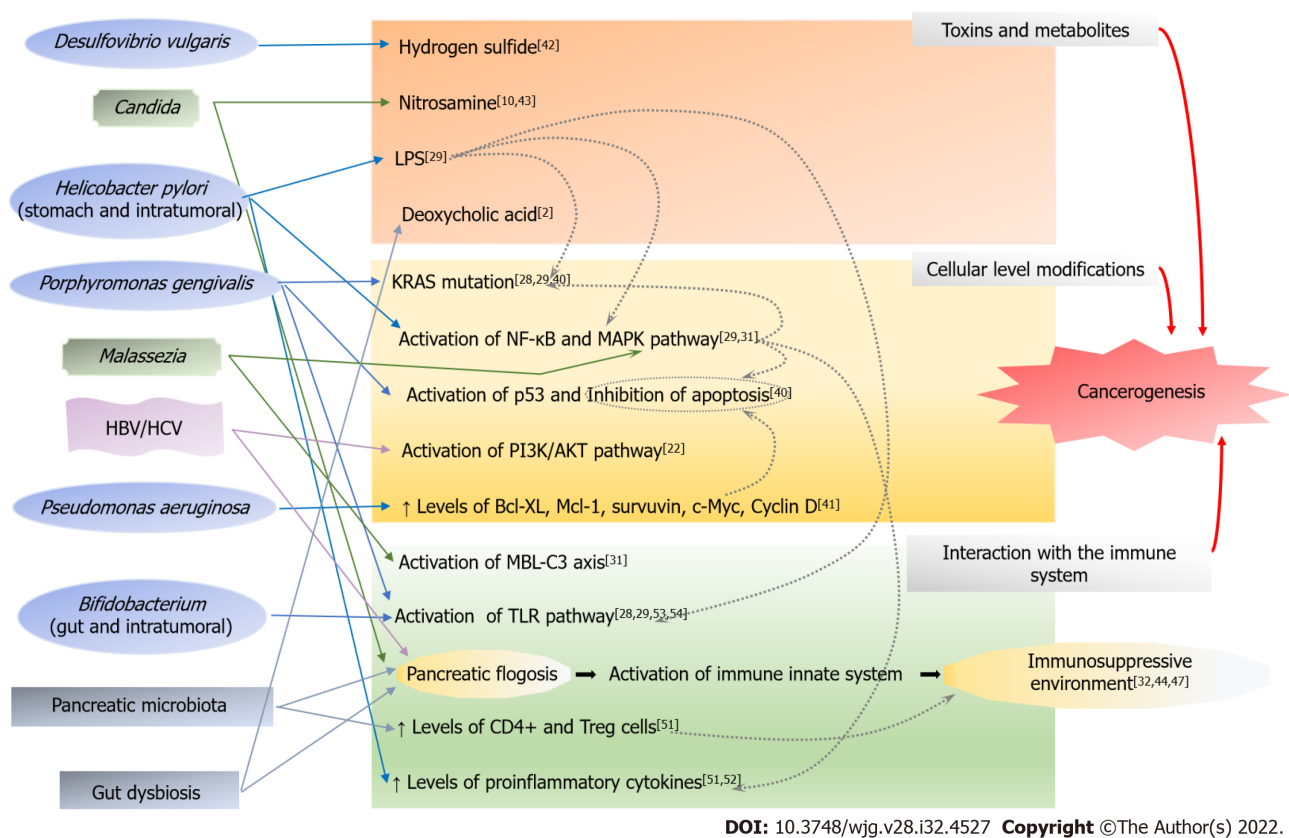 Desulfovibrio vulgaris
Candida
Helicobacter pylori
(stomach and intratumoral)
Porphyromonas gengivalis
Malassezia
HBV/HCV
Pseudomonas aeruginosa
Bifidobacterium
(gut and intratumoral)
Pancreatic microbiota
Gut dysbiosis
Hydrogen sulfide[42]
Nitrosamine[10,43]
LPS[29]
Deoxycholic acid[2]
KRAS mutation[28,29,40]
Activation of NF-κB and MAPK pathway[29,31]
Activation of p53 and Inhibition of apoptosis[40]
Activation of PI3K/AKT pathway[22]
↑ Levels of Bcl-XL, Mcl-1, survuvin, c-Myc, Cyclin D[41]
Activation of MBL-C3 axis[31]
Activation of TLR pathway[28,29,53,54]
Pancreatic flogosis
Activation of immune innate system
Immunosuppressive
environment[32,44,47]
↑ Levels of CD4+ and Treg cells[51]
↑ Levels of proinflammatory cytokines[51,52]
Toxins and metabolites
Cellular level modifications
Cancerogenesis
Interaction with the immune
system
DOI: 10.3748/wjg.v28.i32.4527 Copyright ©The Author(s) 2022.